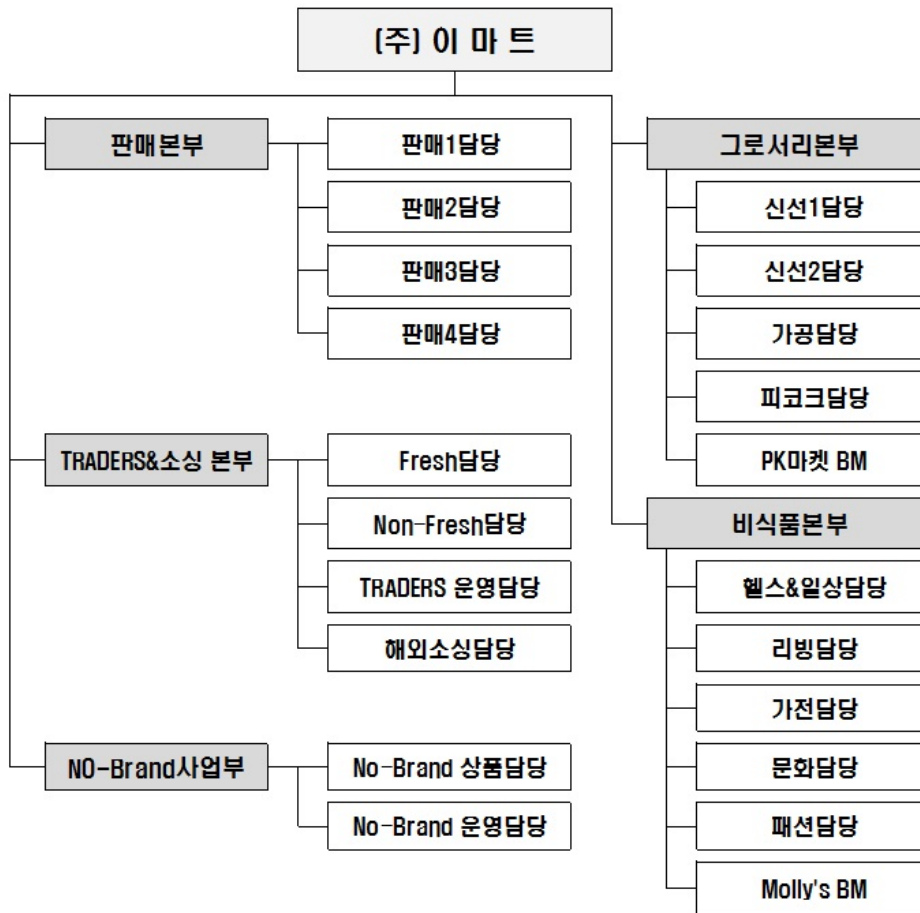 (주) 이 마 트
판매본부
판매1담당
판매2담당
판매3담당
판매4담당
TRADERS&소싱 본부
Fresh담당
Non-Fresh담당
TRADERS 운영담당
해외소싱담당
NO-Brand사업부
No-Brand 상품담당
No-Brand 운영담당
그로서리본부
신선1담당
신선2담당
가공담당
피코크담당
PK마켓 BM
비식품본부
헬스&일상담당
리빙담당
가전담당
문화담당
패션담당
Molly's BM